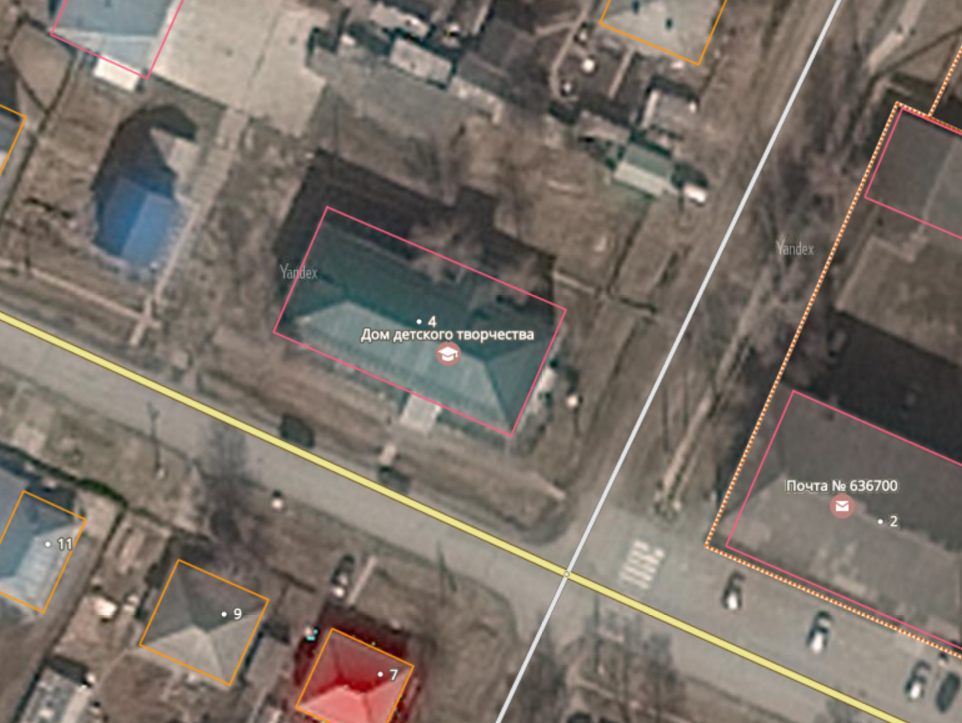 Yandex
Yandex
• 4
Дом детского творчества
Почта № 636700
• 2
• 11
• 9
• 7